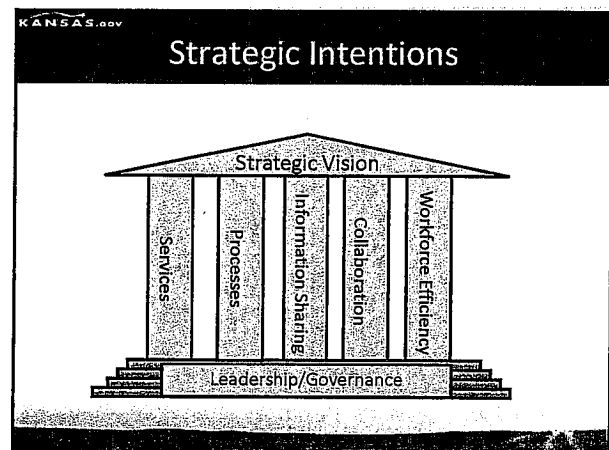 KANSAS.GOV
Strategic Intentions
Strategic Vision
Services
Processes
Information Sharing
Collaboration
Workforce Efficiency
Leadership/Governance